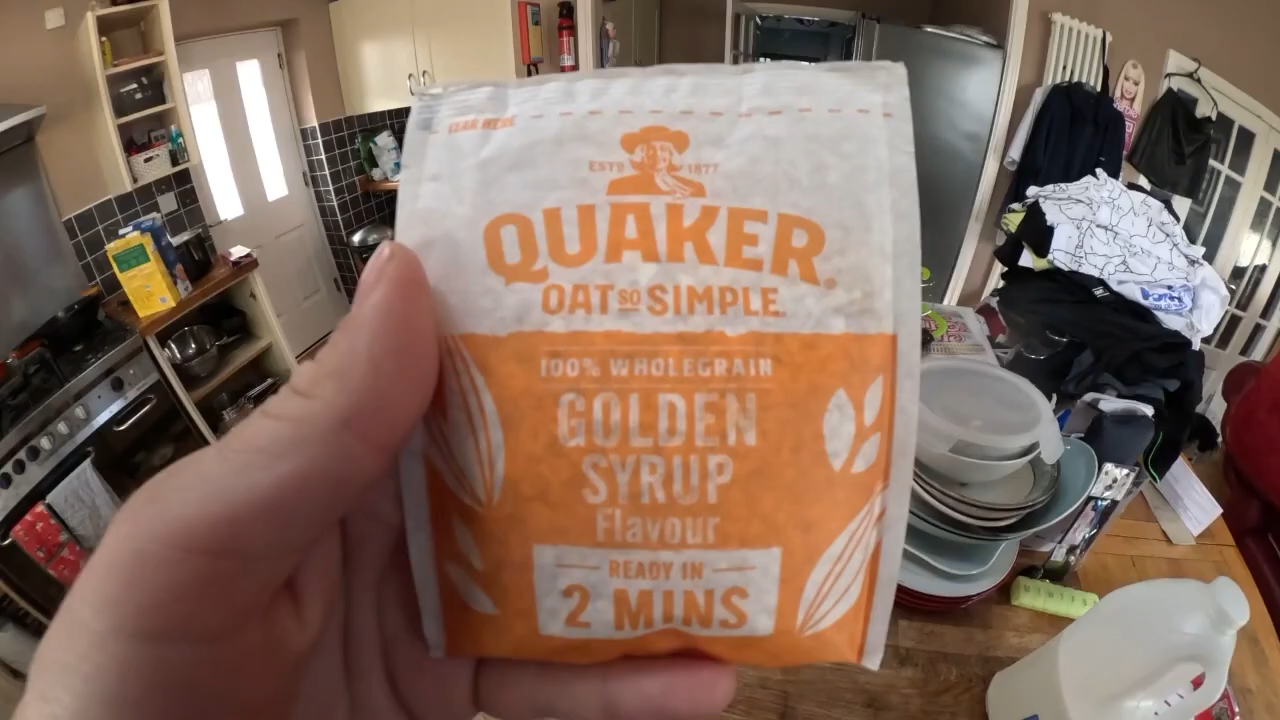 TEAR HERE
ESTD 1877
QUAKER
OAT SO SIMPLE.
100% WHOLEGRAIN
GOLDEN
SYRUP
Flavour
READY IN
2 MINS